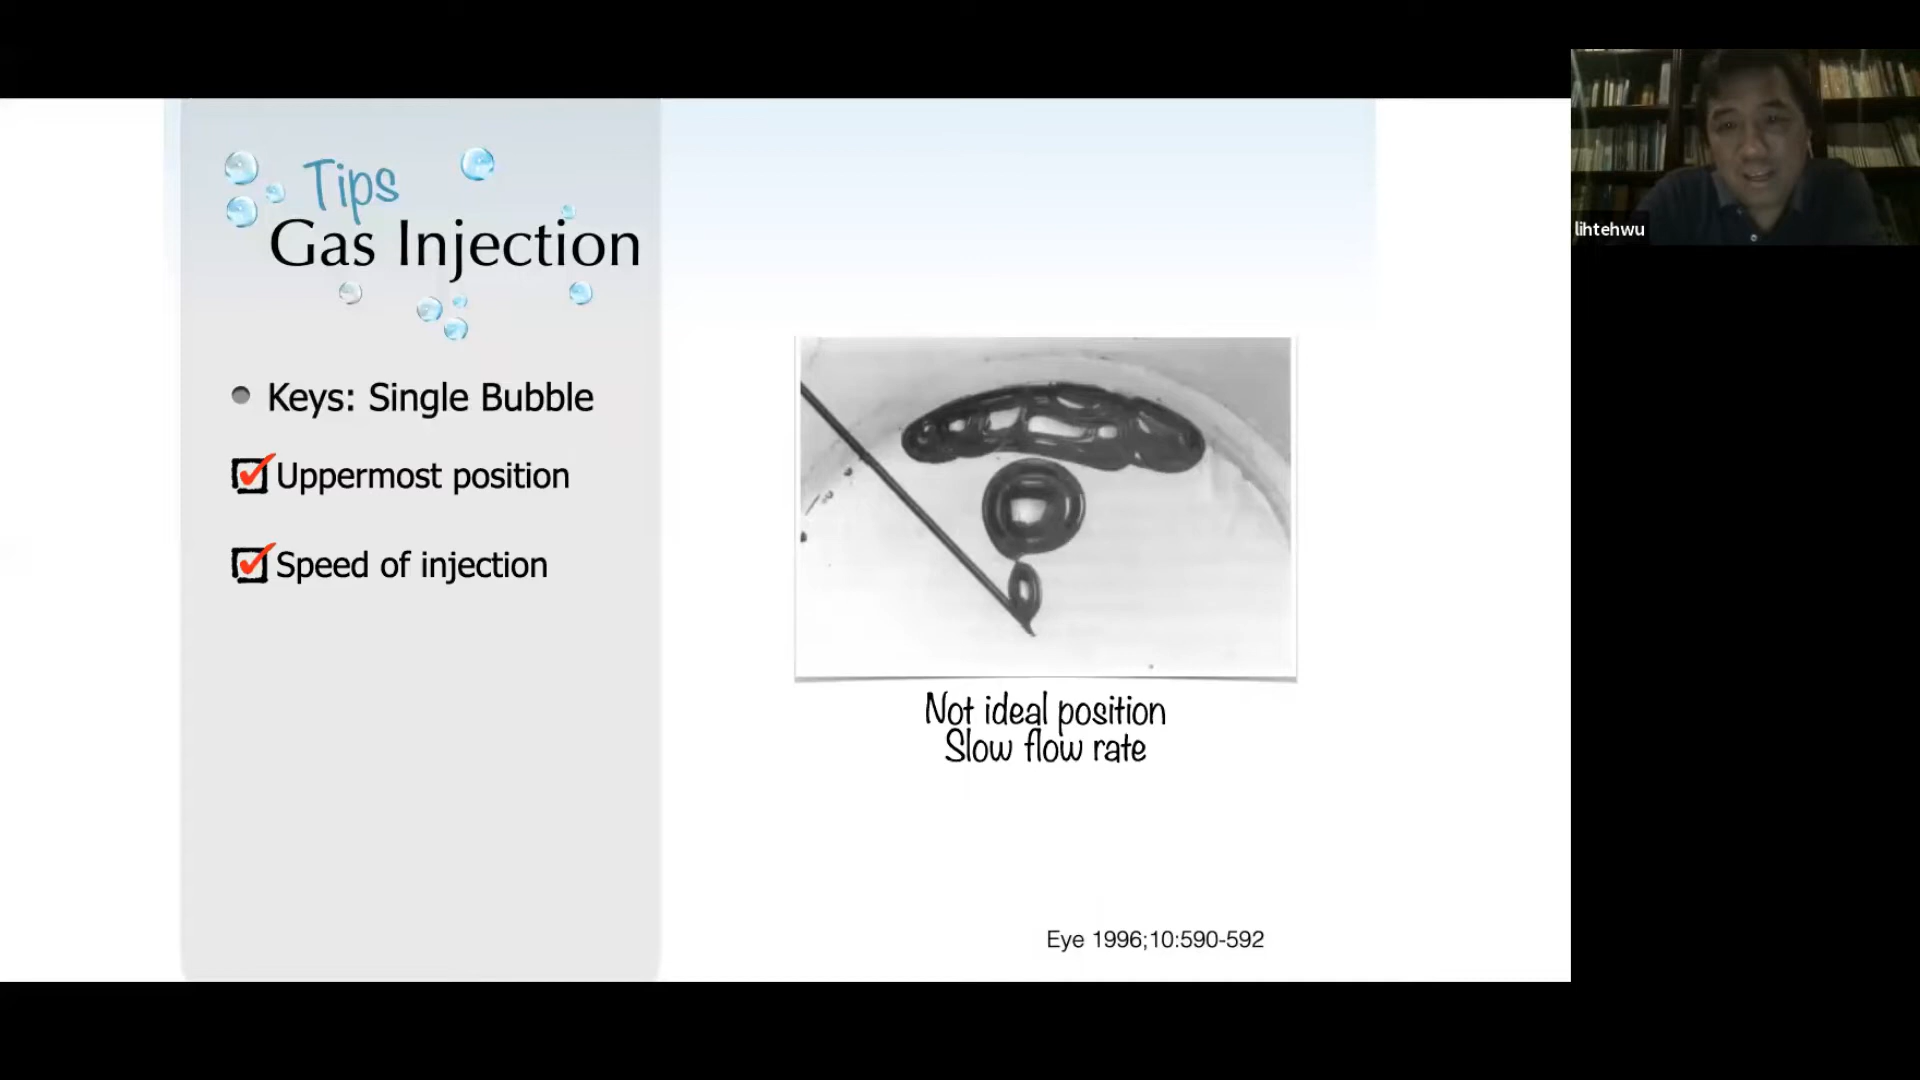 Tips
Gas Injection
Keys: Single Bubble
Uppermost position
Speed of injection
Not ideal position
Slow flow rate
Eye 1996;10:590-592
lihtehwu